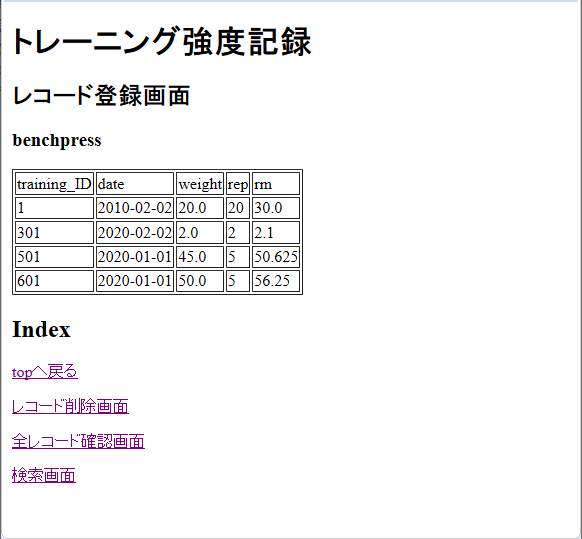 トレーニング強度記録
レコード登録画面
benchpress
training_ID date weight rep rm
1 2010-02-02 20.0 20 30.0
301 2020-02-02 2.0 2 2.1
501 2020-01-01 45.0 5 50.625
601 2020-01-01 50.0 5 56.25
Index
topへ戻る
レコード削除画面
全レコード確認画面
検索画面